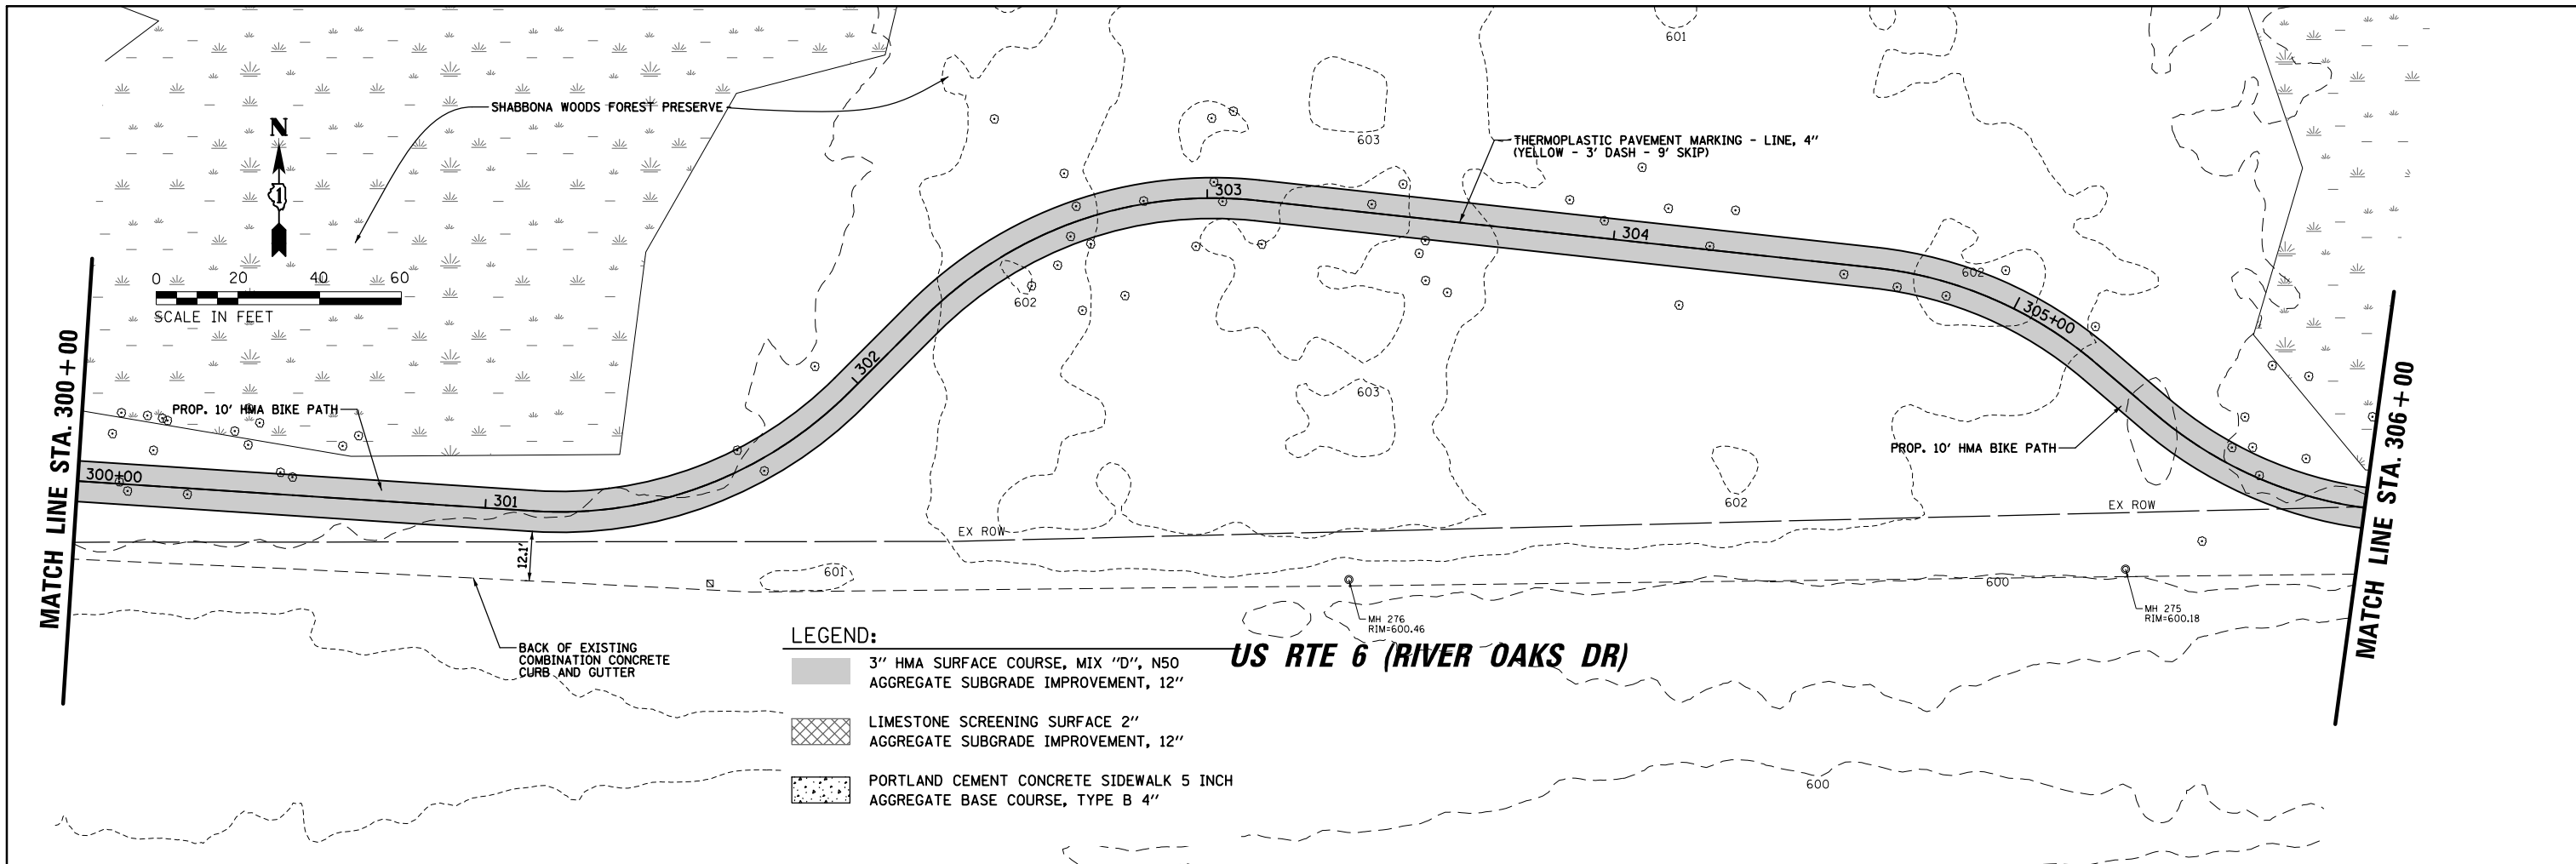 601
SHABBONA WOODS FOREST PRESERVE
N
1
603
THERMOPLASTIC PAVEMENT MARKING - LINE, 4"
(YELLOW - 3' DASH - 9' SKIP)
303
304
602
602
305+00
0 20 40 60
SCALE IN FEET
302
MATCH LINE STA. 300+00
MATCH LINE STA. 306+00
PROP. 10' HMA BIKE PATH
603
PROP. 10' HMA BIKE PATH
300+00
301
602
EX ROW
EX ROW
12.1'
601
600
MH 276
RIM=600.46
MH 275
RIM=600.18
BACK OF EXISTING
COMBINATION CONCRETE
CURB AND GUTTER
US RTE 6 (RIVER OAKS DR)
LEGEND:
3" HMA SURFACE COURSE, MIX "D", N50
AGGREGATE SUBGRADE IMPROVEMENT, 12"
LIMESTONE SCREENING SURFACE 2"
AGGREGATE SUBGRADE IMPROVEMENT, 12"
PORTLAND CEMENT CONCRETE SIDEWALK 5 INCH
AGGREGATE BASE COURSE, TYPE B 4"
600